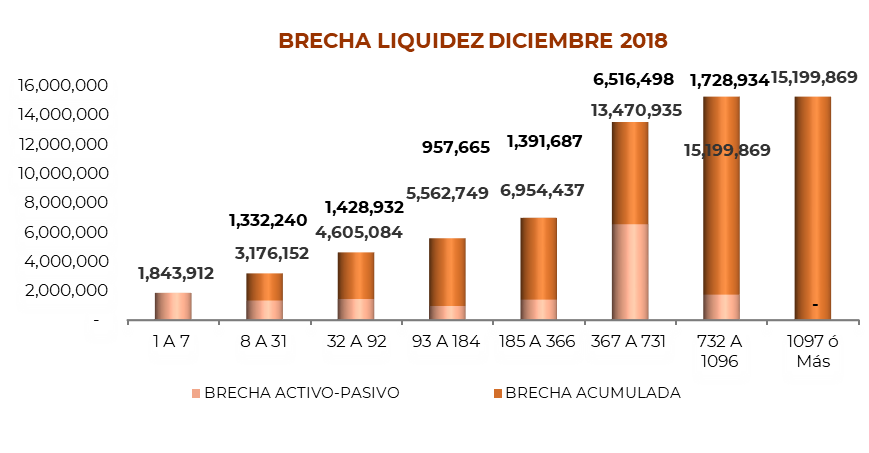 BRECHA LIQUIDEZ DICIEMBRE 2018
16,000,000
14,000,000
12,000,000
10,000,000
8,000,000
6,000,000
4,000,000
2,000,000
-
1,843,912
1,332,240
3,176,152
1,428,932
4,605,084
957,665
5,562,749
1,391,687
6,954,437
6,516,498
13,470,935
1,728,934
15,199,869
15,199,869
-
1 A 7
8 A 31
32 A 92
93 A 184
185 A 366
367 A 731
732 A
1096
1097 ó
Más
BRECHA ACTIVO-PASIVO
BRECHA ACUMULADA